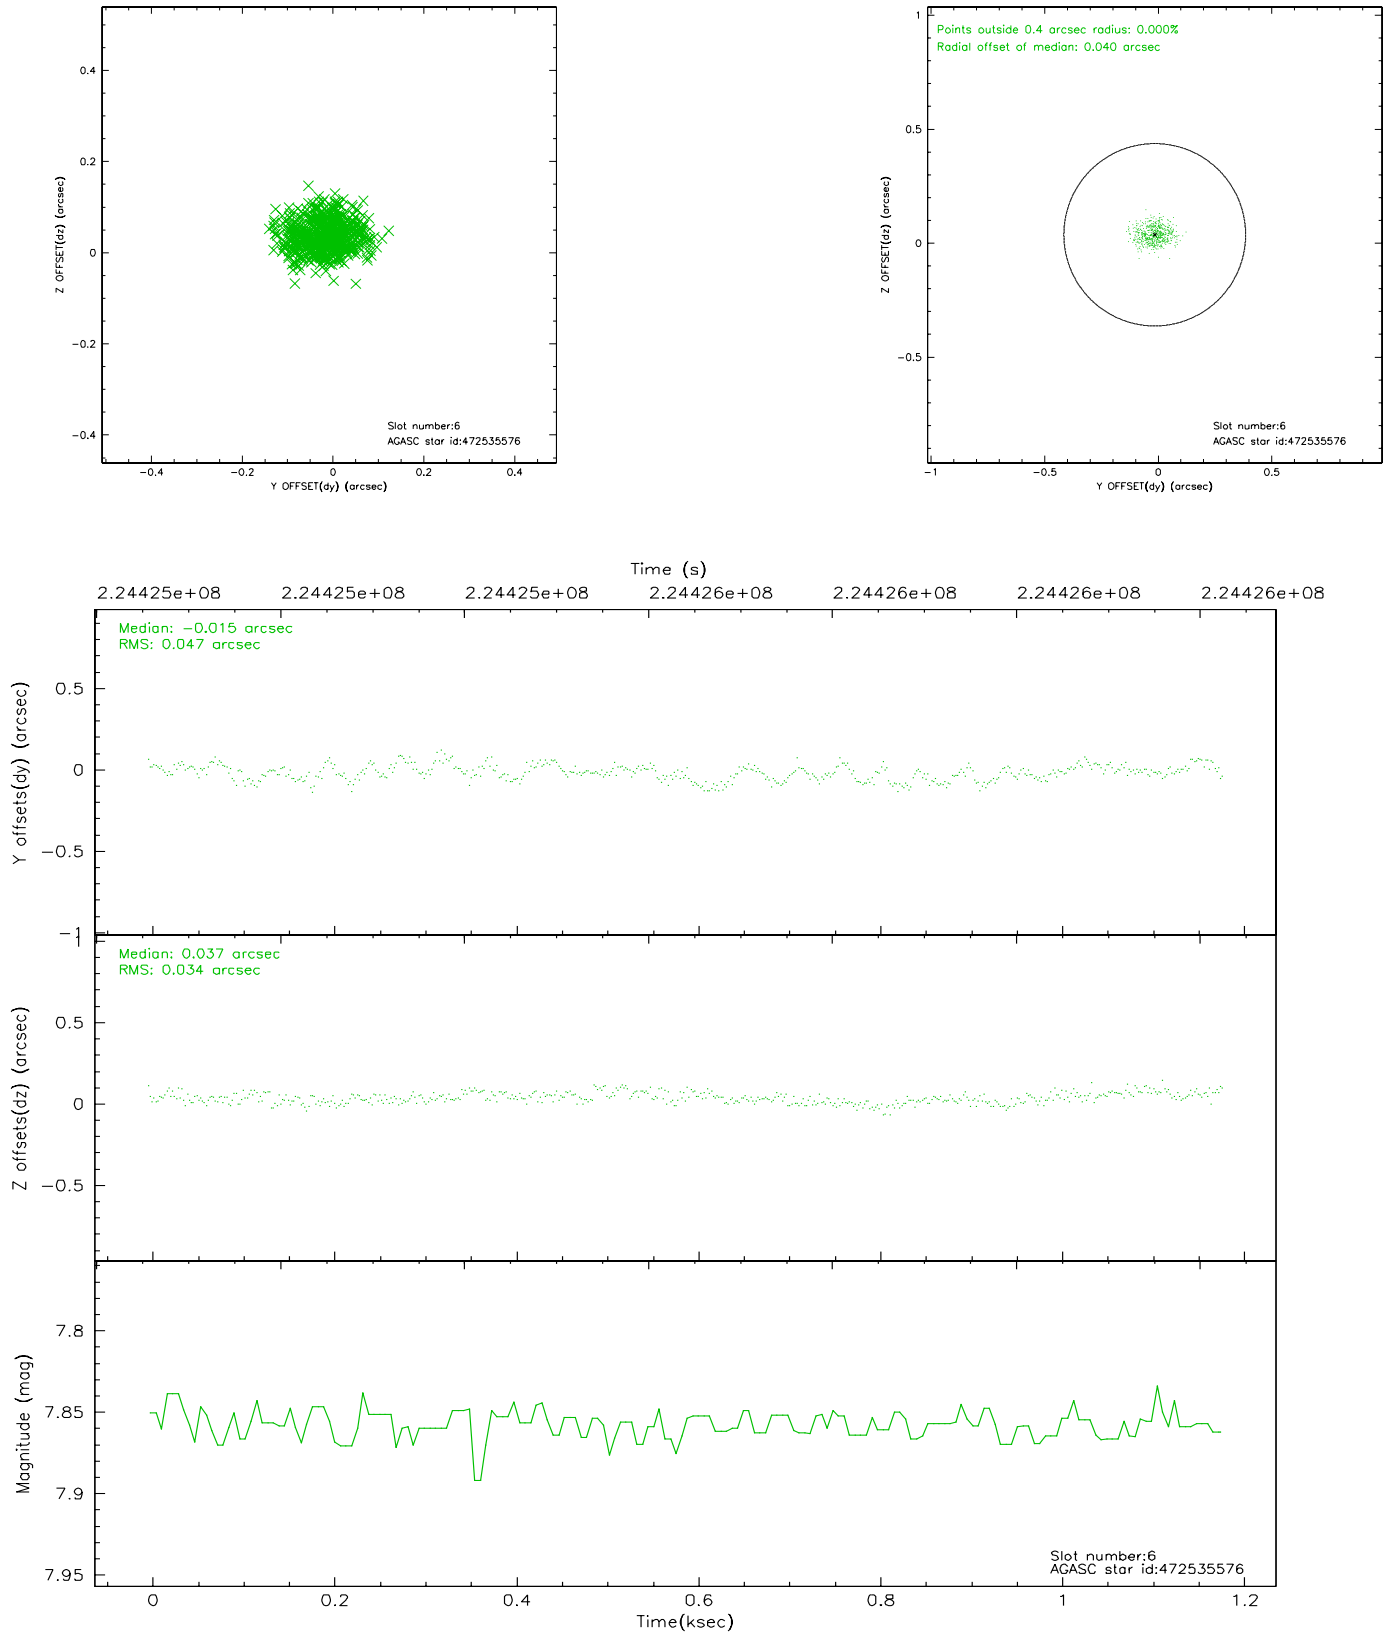 0.4
0.2
0
−0.2
−0.4
Z OFFSET(dz) (arcsec)
Slot number:6
AGASC star id:472535576
−0.4 −0.2 0 0.2 0.4
Y OFFSET(dy) (arcsec)
Points outside 0.4 arcsec radius: 0.000%
Radial offset of median: 0.040 arcsec
1
0.5
0
−0.5
Z OFFSET(dz) (arcsec)
Slot number:6
AGASC star id:472535576
−1 −0.5 0 0.5
Y OFFSET(dy) (arcsec)
Time (s)
2.24425e+08 2.24425e+08 2.24425e+08 2.24426e+08 2.24426e+08 2.24426e+08 2.24426e+08
Median: −0.015 arcsec
RMS: 0.047 arcsec
0.5
0
−0.5
−1
Y offsets(dy) (arcsec)
Median: 0.037 arcsec
RMS: 0.034 arcsec
1
0.5
0
−0.5
Z offsets(dz) (arcsec)
7.8
7.85
7.9
7.95
Magnitude (mag)
Slot number:6
AGASC star id:472535576
0 0.2 0.4 0.6 0.8 1 1.2
Time(ksec)